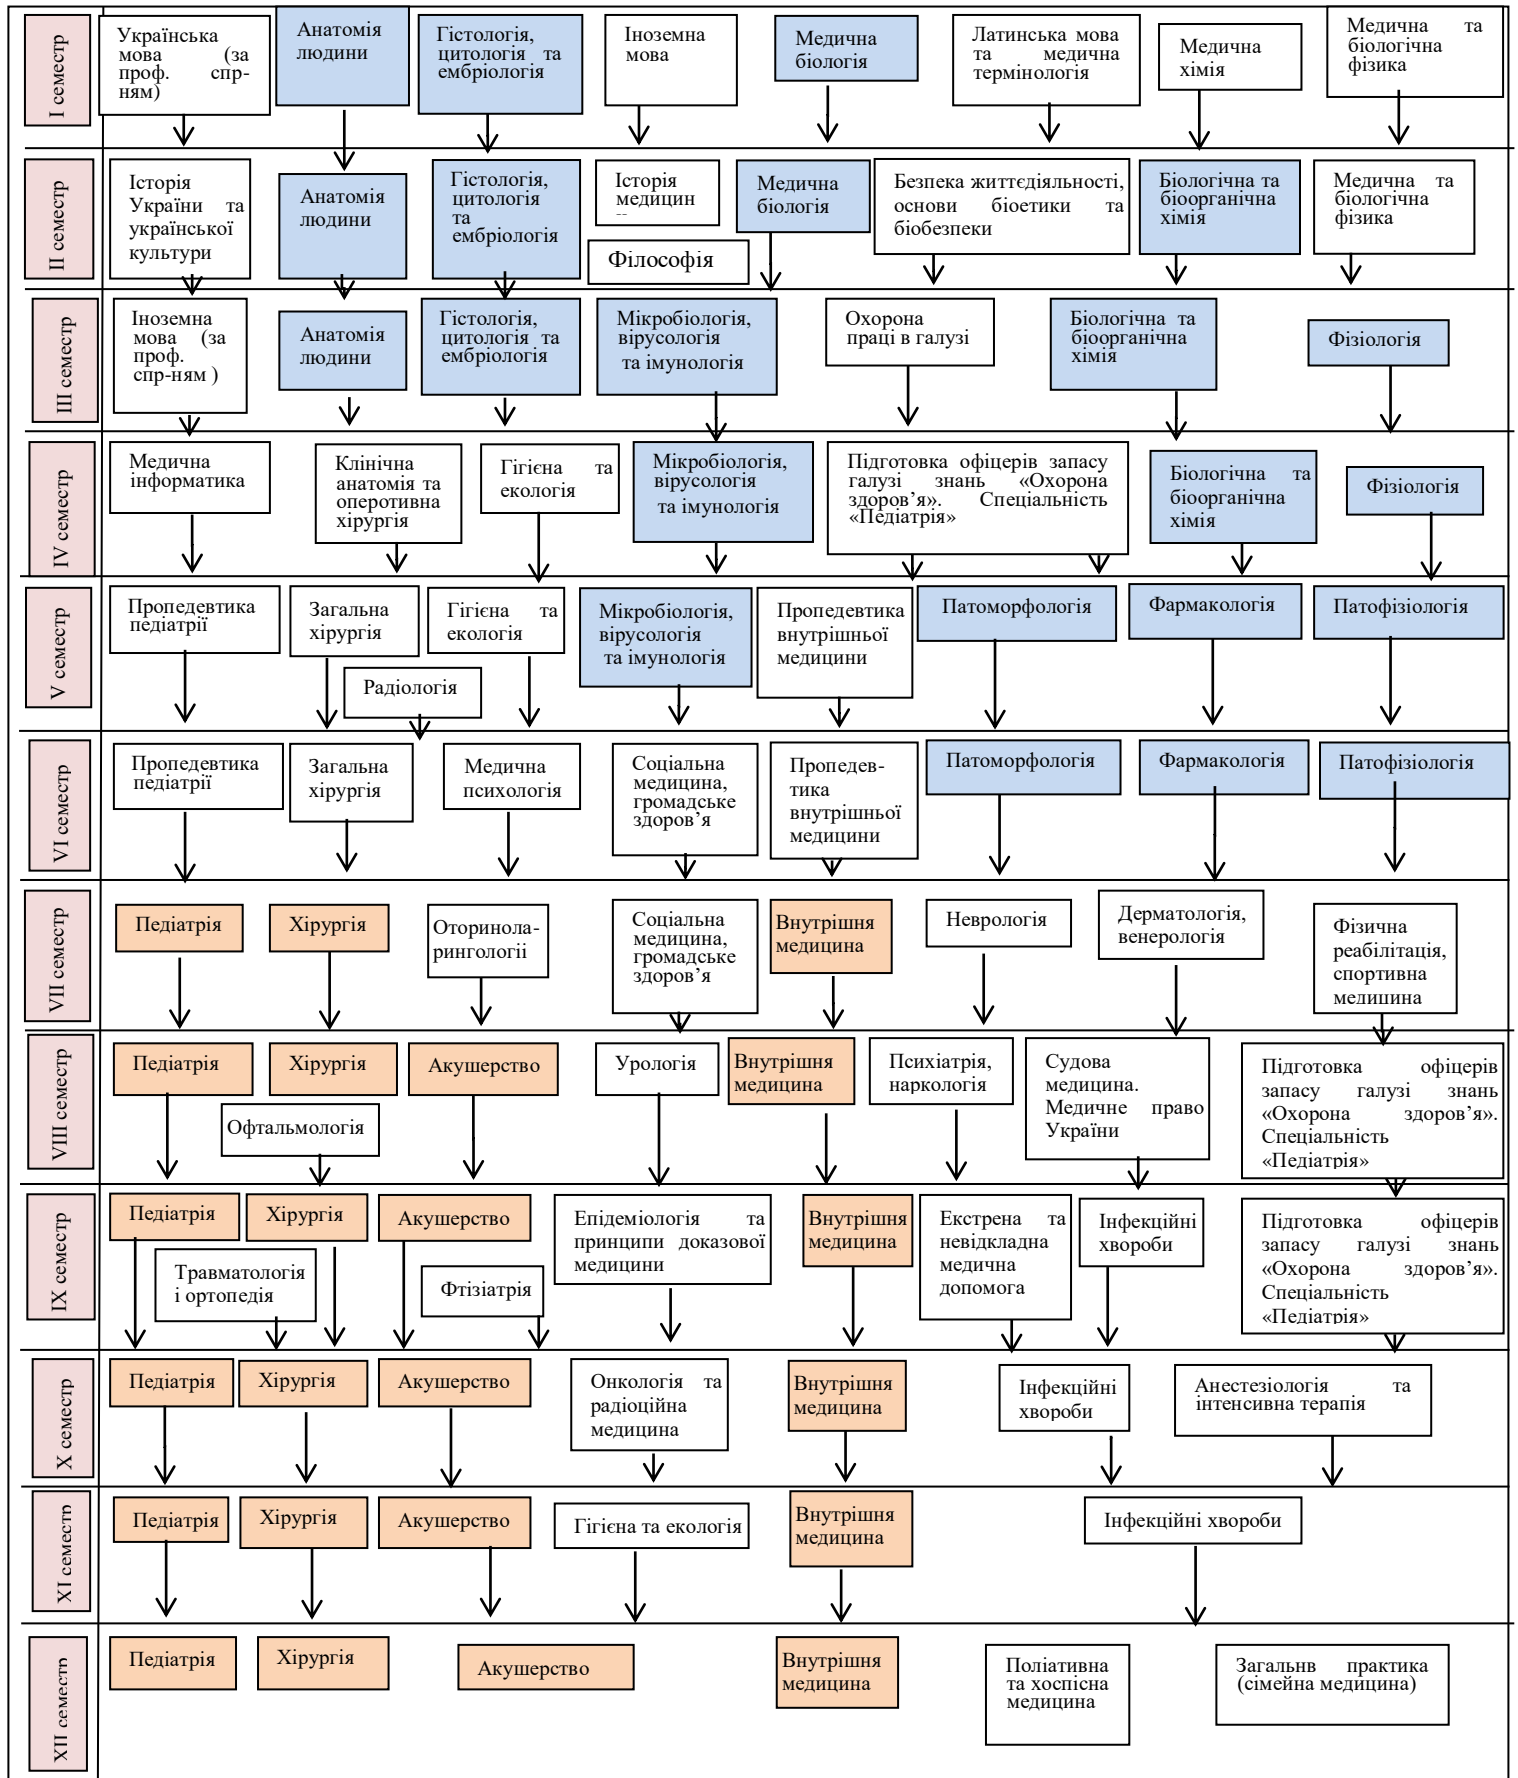 I семестр
Українська
мова (за
проф. спр-
ням)
Анатомія
людини
Гістологія,
цитологія та
ембріологія
Іноземна
мова
Медична
біологія
Латинська мова
та медична
термінологія
Медична
хімія
Медична та
біологічна
фізика
II семестр
Історія
України та
української
культури
Анатомія
людини
Гістологія,
цитологія
та
ембріологія
Історія
медицин
Філософія
Медична
біологія
Безпека життєдіяльності,
основи біоетики та
біобезпеки
Біологічна та
біоорганічна
хімія
Медична та
біологічна
фізика
III семестр
Іноземна
мова (за
проф.
спр-ням )
Анатомія
людини
Гістологія,
цитологія та
ембріологія
Мікробіологія,
вірусологія
та імунологія
Охорона
праці в галузі
Біологічна та
біоорганічна
хімія
Фізіологія
IV семестр
Медична
інформатика
Клінічна
анатомія та
оперативна
хірургія
Гігієна та
екологія
Мікробіологія,
вірусологія
та імунологія
Підготовка офіцерів запасу
галузі знань «Охорона
здоров’я». Спеціальність
«Педіатрія»
Біологічна та
біоорганічна
хімія
Фізіологія
V семестр
Пропедевтика
педіатрії
Загальна
хірургія
Радіологія
Гігієна та
екологія
Мікробіологія,
вірусологія
та імунологія
Пропедевтика
внутрішньої
медицини
Патоморфологія
Фармакологія
Патофізіологія
VI семестр
Пропедевтика
педіатрії
Загальна
хірургія
Медична
психологія
Соціальна
медицина,
громадське
здоров’я
Пропедев-
тика
внутрішньої
медицини
Патоморфологія
Фармакологія
Патофізіологія
VII семестр
Педіатрія
Хірургія
Оторинола-
рингології
Соціальна
медицина,
громадське
здоров’я
Внутрішня
медицина
Неврологія
Дерматологія,
венерологія
Фізична
реабілітація,
спортивна
медицина
VIII семестр
Педіатрія
Хірургія
Офтальмологія
Акушерство
Урологія
Внутрішня
медицина
Психіатрія,
наркологія
Судова
медицина.
Медичне право
України
Підготовка офіцерів
запасу галузі знань
«Охорона здоров’я».
Спеціальність
«Педіатрія»
IX семестр
Педіатрія
Хірургія
Травматологія
і ортопедія
Акушерство
Фтізіатрія
Епідеміологія та
принципи доказової
медицини
Внутрішня
медицина
Екстрена та
невідкладна
медична
допомога
Інфекційні
хвороби
Підготовка офіцерів
запасу галузі знань
«Охорона здоров’я».
Спеціальність
«Педіатрія»
X семестр
Педіатрія
Хірургія
Акушерство
Онкологія та
радіоційна
медицина
Внутрішня
медицина
Інфекційні
хвороби
Анестезіологія та
інтенсивна терапія
XI семестр
Педіатрія
Хірургія
Акушерство
Гігієна та екологія
Внутрішня
медицина
Інфекційні хвороби
XII семестр
Педіатрія
Хірургія
Акушерство
Внутрішня
медицина
Поліативна
та хоспісна
медицина
Загальнв практика
(сімейна медицина)